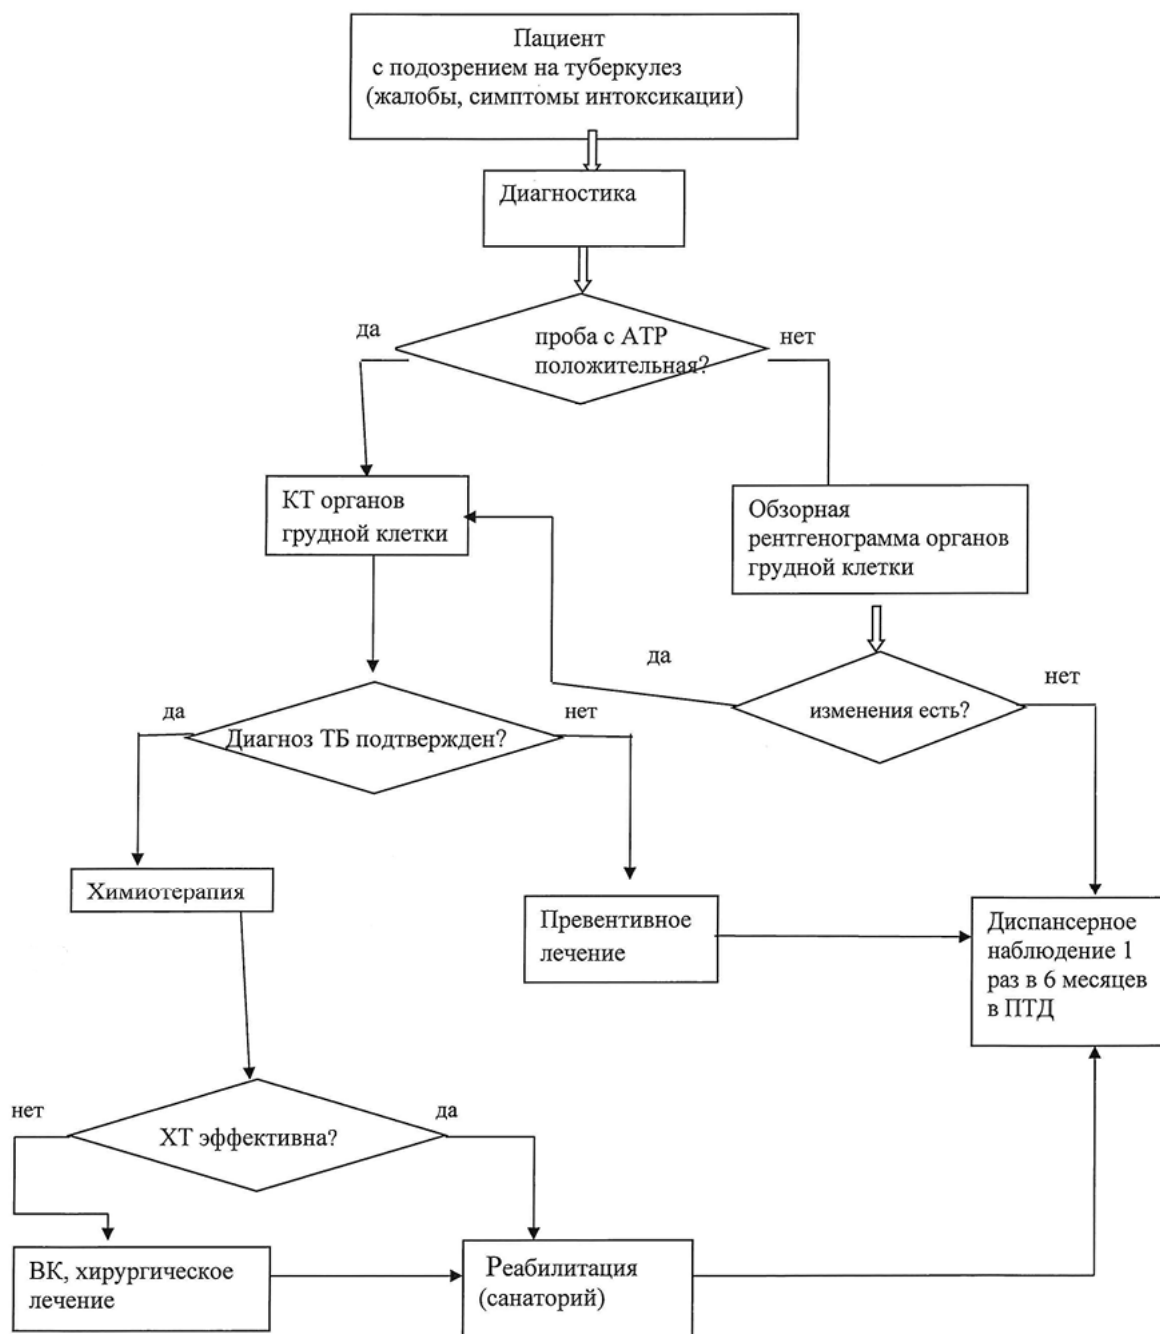 Пациент
с подозрением на туберкулез
(жалобы, симптомы интоксикации)
Диагностика
да
проба с АТР
положительная?
нет
КТ органов
грудной клетки
Обзорная
рентгенограмма органов
грудной клетки
да
изменения есть?
нет
да
Диагноз ТБ подтвержден?
нет
Химиотерапия
Превентивное
лечение
Диспансерное
наблюдение 1
раз в 6 месяцев
в ПТД
нет
ХТ эффективна?
да
ВК, хирургическое
лечение
Реабилитация
(санаторий)